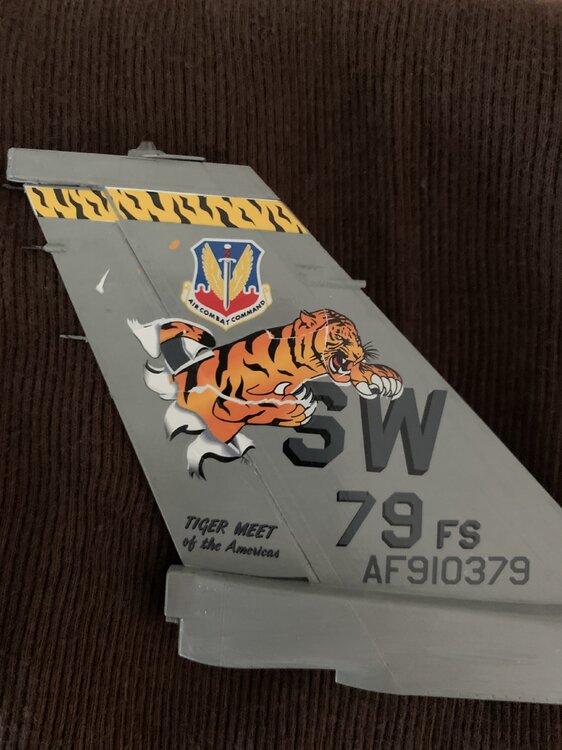 AIR COMBAT COMMAND
SW
79 FS
AF910379
TIGER MEET
of the Americas